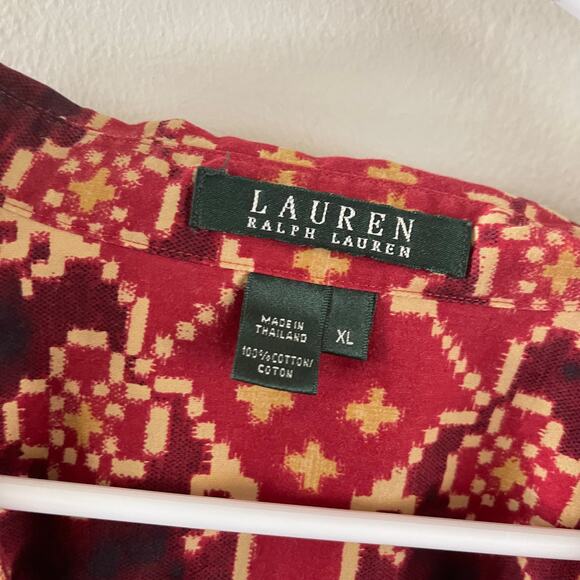 LAUREN
RALPH LAUREN
MADE IN
THAILAND
100% COTTON/
COTON
XL